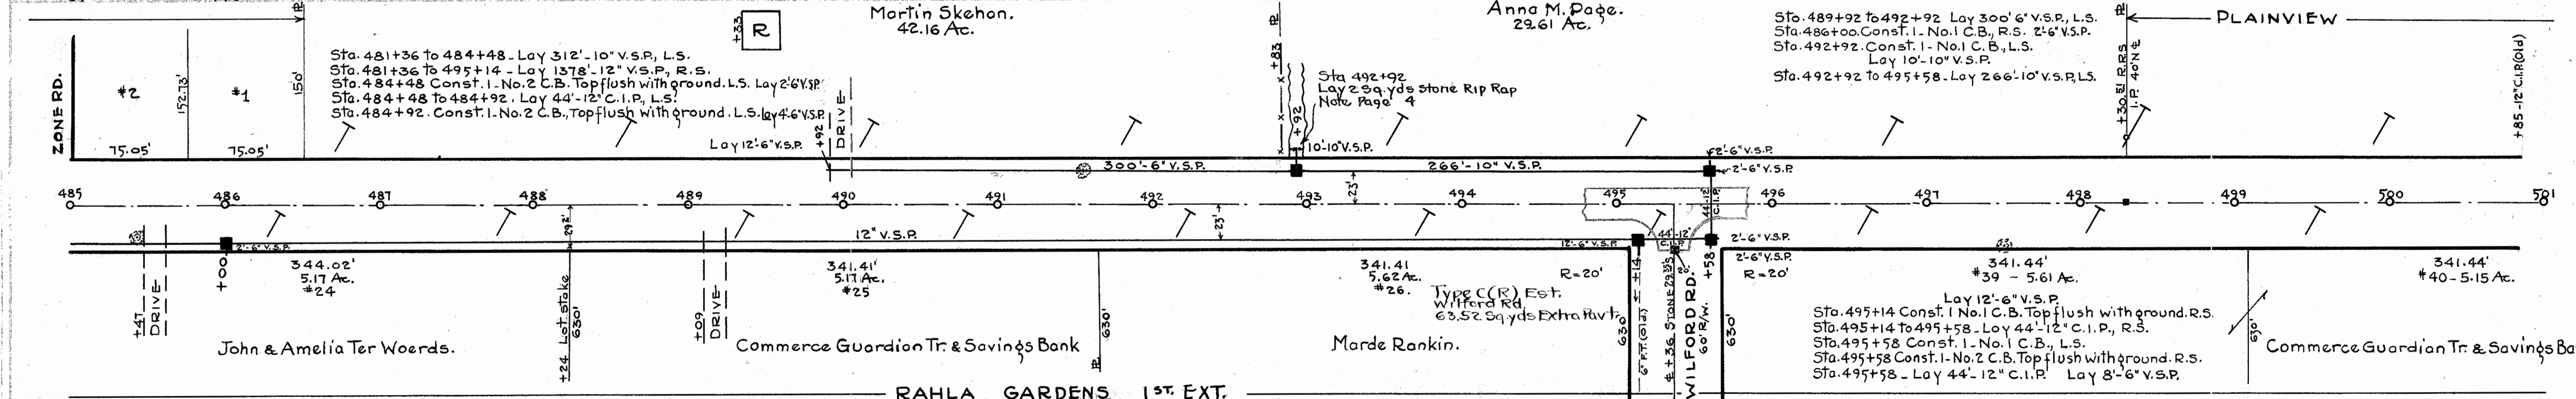 Martin Skehan.
42.16 Ac.
Anna M. Page.
29.61 Ac.
PLAINVIEW
ZONE RD.
#2
152.73'
#1
150'
75.05'
75.05'
Sta. 481+36 to 484+48 - Lay 312'-10" V.S.P., L.S.
Sta. 481+36 to 495+14 - Lay 1378'-12" V.S.P., R.S.
Sta. 484+48 Const. 1-No.2 C.B. Top flush with ground. L.S. Lay 2'-6" V.S.P.
Sta. 484+48 to 484+92. Lay 44'-12" C.I.P., L.S.
Sta. 484+92. Const. 1-No.2 C.B., Top flush with ground. L.S. lay 4'-6" V.S.P.
+33
R
Lay 12'-6" V.S.P.
+92
DRIVE
+83
+92
Sta 492+92
Lay 2 Sq.yds Stone Rip Rap
Note Page 4
10'-10" V.S.P.
Sta. 489+92 to 492+92 Lay 300' 6" V.S.P., L.S.
Sta. 486+00. Const. 1-No.1 C.B., R.S. 2'-6" V.S.P.
Sta. 492+92. Const. 1-No.1 C.B., L.S.
Lay 10'-10" V.S.P.
Sta. 492+92 to 495+58 - Lay 266'-10" V.S.P., L.S.
I.P. 40' N
+85-12" C.I.P. (Old)
300'-6" V.S.P.
266'-10" V.S.P.
2'-6" V.S.P.
2'-6" V.S.P.
485
486
487
488
489
490
491
492
493
494
495
496
497
498
499
580
501
23'
23'
44'-12"
C.I.P.
2'-6" V.S.P.
12" V.S.P.
12'-6" V.S.P.
44'-12"
C.I.P.
2'-6" V.S.P.
2'-6" V.S.P.
+47
DRIVE
+00
344.02'
5.17 Ac.
#24
+24 Lot stake
630'
+09
DRIVE
341.41'
5.17 Ac.
#25
630'
341.41
5.62 Ac.
#26.
R=20'
Type C(R) Est.
Wilford Rd.
63.52 Sq.yds Extra Pavt.
630
6" F.T. (Old)
+14
+36 STONE
WILFORD RD.
60' R/W.
+58
630'
R=20'
341.44'
#39 - 5.61 Ac.
341.44'
#40 - 5.15 Ac.
Lay 12'-6" V.S.P.
Sta. 495+14 Const. 1 No.1 C.B. Top flush with ground. R.S.
Sta. 495+14 to 495+58 - Lay 44'-12" C.I.P., R.S.
Sta. 495+58 Const. 1-No.1 C.B., L.S.
Sta. 495+58 Const. 1-No.2 C.B. Top flush with ground. R.S.
Sta. 495+58 - Lay 44'-12" C.I.P. Lay 8'-6" V.S.P.
630'
John & Amelia Ter Woerds.
Commerce Guardian Tr. & Savings Bank
Marde Rankin.
Commerce Guardian Tr. & Savings Ba
RAHLA GARDENS 1ST. EXT.